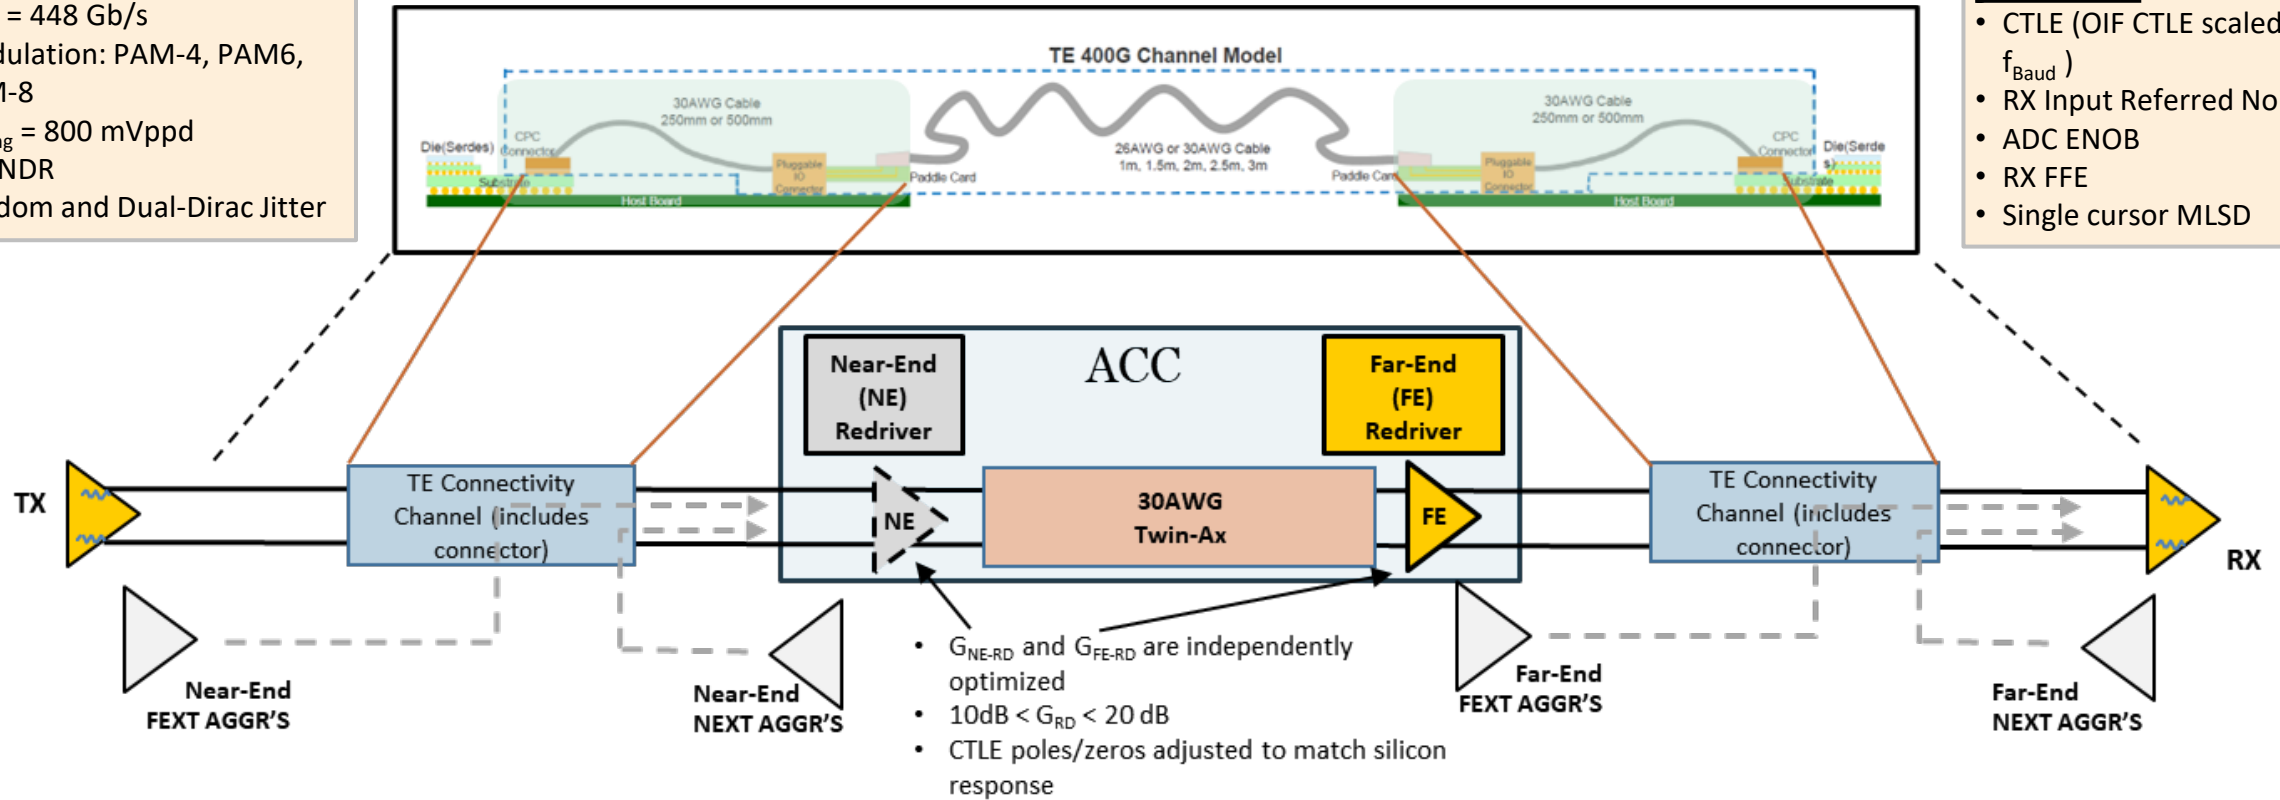 = 448 Gb/s
dulation: PAM-4, PAM6,
M-8
= 800 mVppd
NDR
dom and Dual-Dirac Jitter
TE 400G Channel Model
30AWG Cable
250mm or 500mm
CPC
Connector
Die(Serdes)
Substrate
Pluggable
IO
Connector
Paddle Card
Host Board
26AWG or 30AWG Cable
1m, 1.5m, 2m, 2.5m, 3m
30AWG Cable
250mm or 500mm
Paddle Card
Pluggable
IO
Connector
CPC
Connector
Die(Serde
s)
Substrate
Host Board
• CTLE (OIF CTLE scaled
fBaud )
• RX Input Referred No
• ADC ENOB
• RX FFE
• Single cursor MLSD
ACC
Near-End
(NE)
Redriver
Far-End
(FE)
Redriver
TX
TE Connectivity
Channel (includes
connector)
NE
30AWG
Twin-Ax
FE
TE Connectivity
Channel (includes
connector)
RX
Near-End
FEXT AGGR'S
Near-End
NEXT AGGR'S
• GNE-RD and GFE-RD are independently
optimized
• 10dB < GRD < 20 dB
• CTLE poles/zeros adjusted to match silicon
response
Far-End
FEXT AGGR'S
Far-End
NEXT AGGR'S